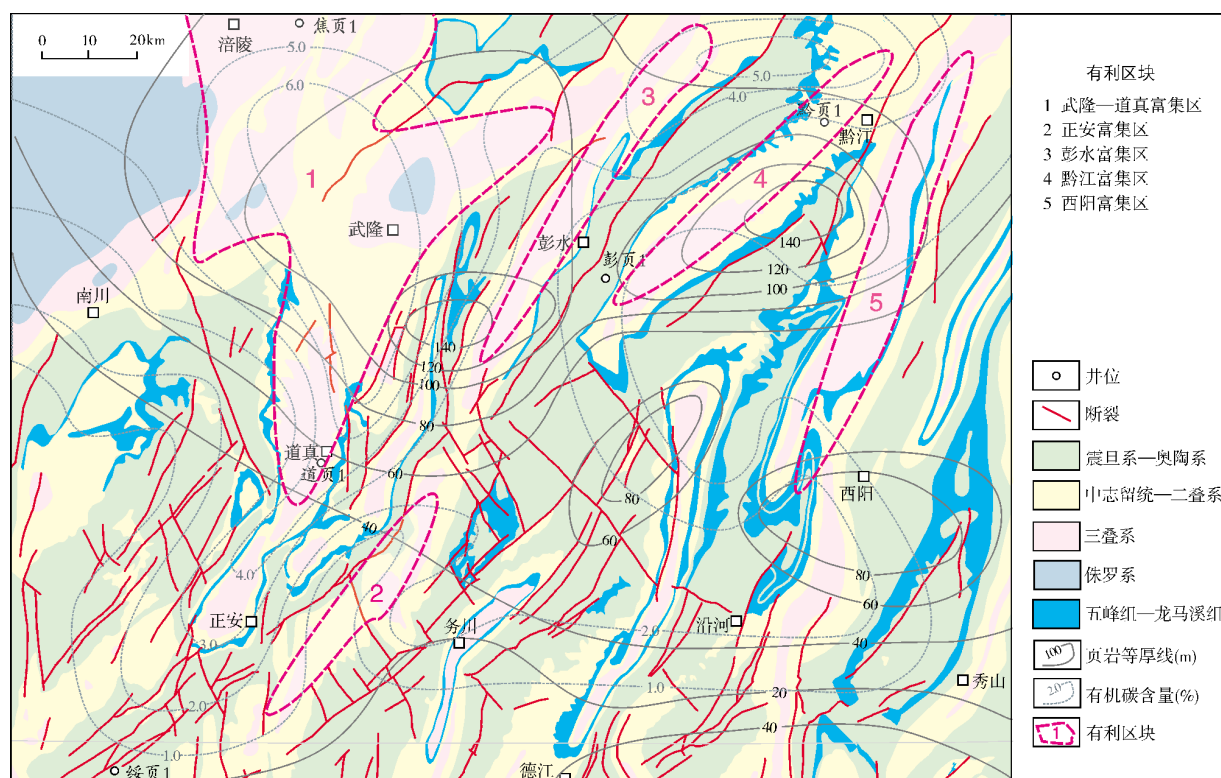 0 10 20km
涪陵
焦页1
5.0
6.0
3
5.0
4.0
黔页1
黔江
1
4
武隆
彭水
彭页1
140
120
100
5
南川
140
120
100
80
道真
道页1
60
80
酉阳
40
60
4.0
2
80
60
正安
3.0
务川
2.0
沿河
40
1.0
20
秀山
2.0
40
1.0
绥页1
德江
有利区块
1 武隆—道真富集区
2 正安富集区
3 彭水富集区
4 黔江富集区
5 酉阳富集区
井位
断裂
震旦系—奥陶系
中志留统—二叠系
三叠系
侏罗系
五峰组—龙马溪组
100 页岩等厚线(m)
2.0 有机碳含量(%)
1 有利区块